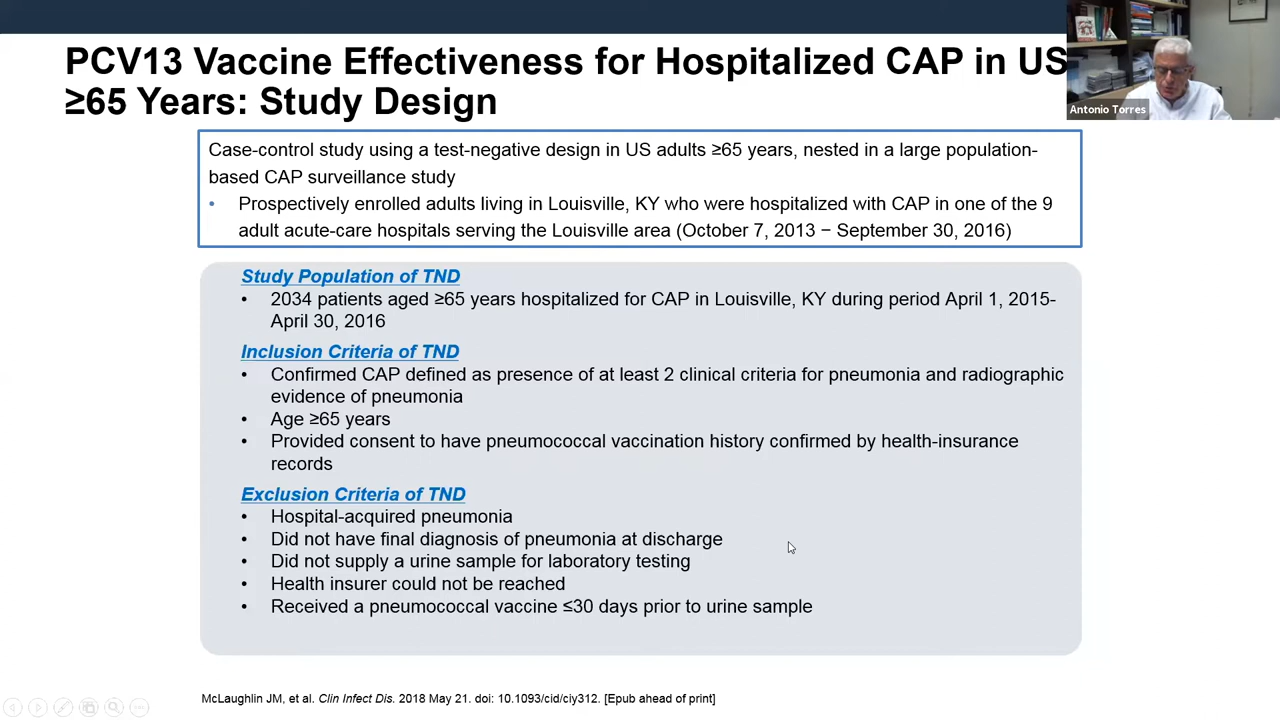 PCV13 Vaccine Effectiveness for Hospitalized CAP in US
≥65 Years: Study Design
Antonio Torres
Case-control study using a test-negative design in US adults ≥65 years, nested in a large population-
based CAP surveillance study
• Prospectively enrolled adults living in Louisville, KY who were hospitalized with CAP in one of the 9
adult acute-care hospitals serving the Louisville area (October 7, 2013 − September 30, 2016)
Study Population of TND
• 2034 patients aged ≥65 years hospitalized for CAP in Louisville, KY during period April 1, 2015-
April 30, 2016
Inclusion Criteria of TND
• Confirmed CAP defined as presence of at least 2 clinical criteria for pneumonia and radiographic
evidence of pneumonia
• Age ≥65 years
• Provided consent to have pneumococcal vaccination history confirmed by health-insurance
records
Exclusion Criteria of TND
• Hospital-acquired pneumonia
• Did not have final diagnosis of pneumonia at discharge
• Did not supply a urine sample for laboratory testing
• Health insurer could not be reached
• Received a pneumococcal vaccine ≤30 days prior to urine sample
McLaughlin JM, et al. Clin Infect Dis. 2018 May 21. doi: 10.1093/cid/ciy312. [Epub ahead of print]